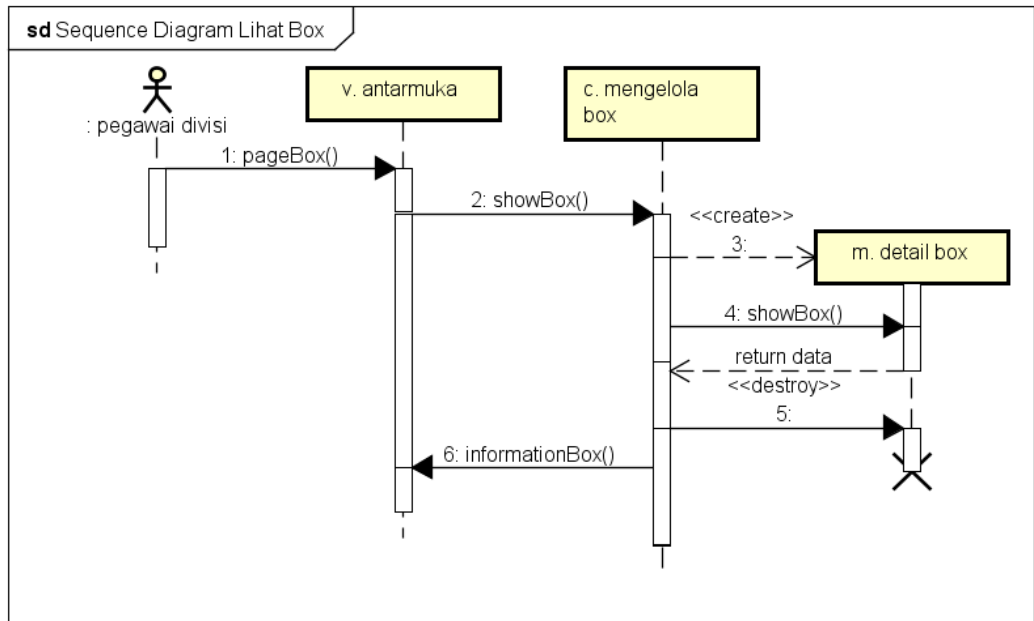 sd Sequence Diagram Lihat Box
: pegawai divisi
v. antarmuka
c. mengelola
box
1: pageBox()
2: showBox()
<<create>>
3:
m. detail box
4: showBox()
return data
<<destroy>>
5:
6: informationBox()